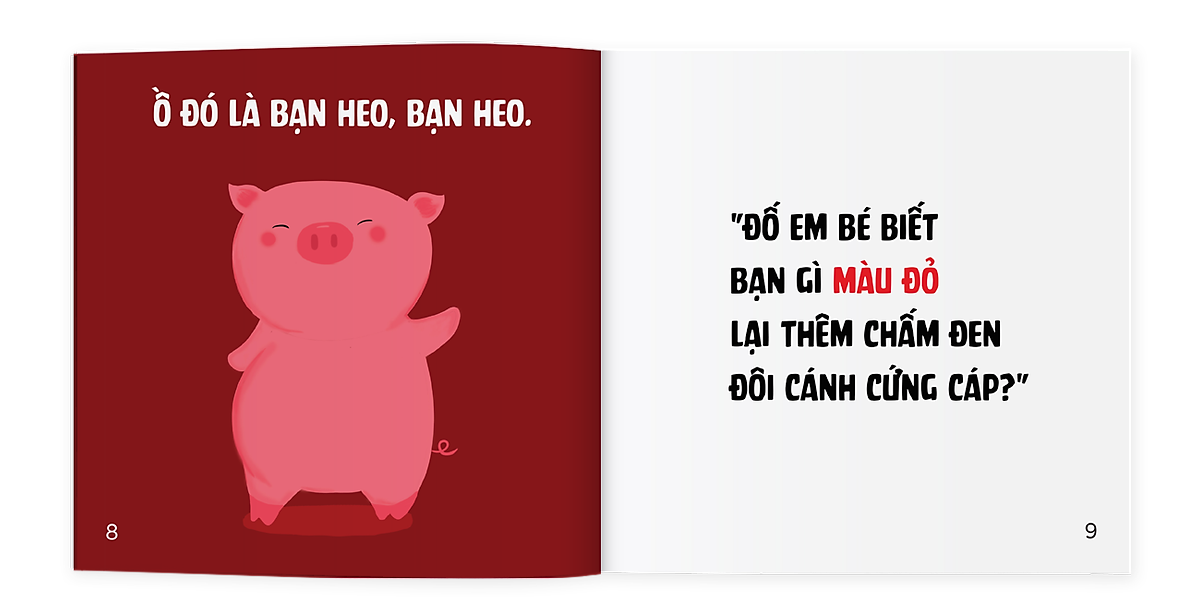 Ồ ĐÓ LÀ BẠN HEO, BẠN HEO.
8
"ĐỐ EM BÉ BIẾT
BẠN GÌ MÀU ĐỎ
LẠI THÊM CHẤM ĐEN
ĐÔI CÁNH CỨNG CÁP?"
9